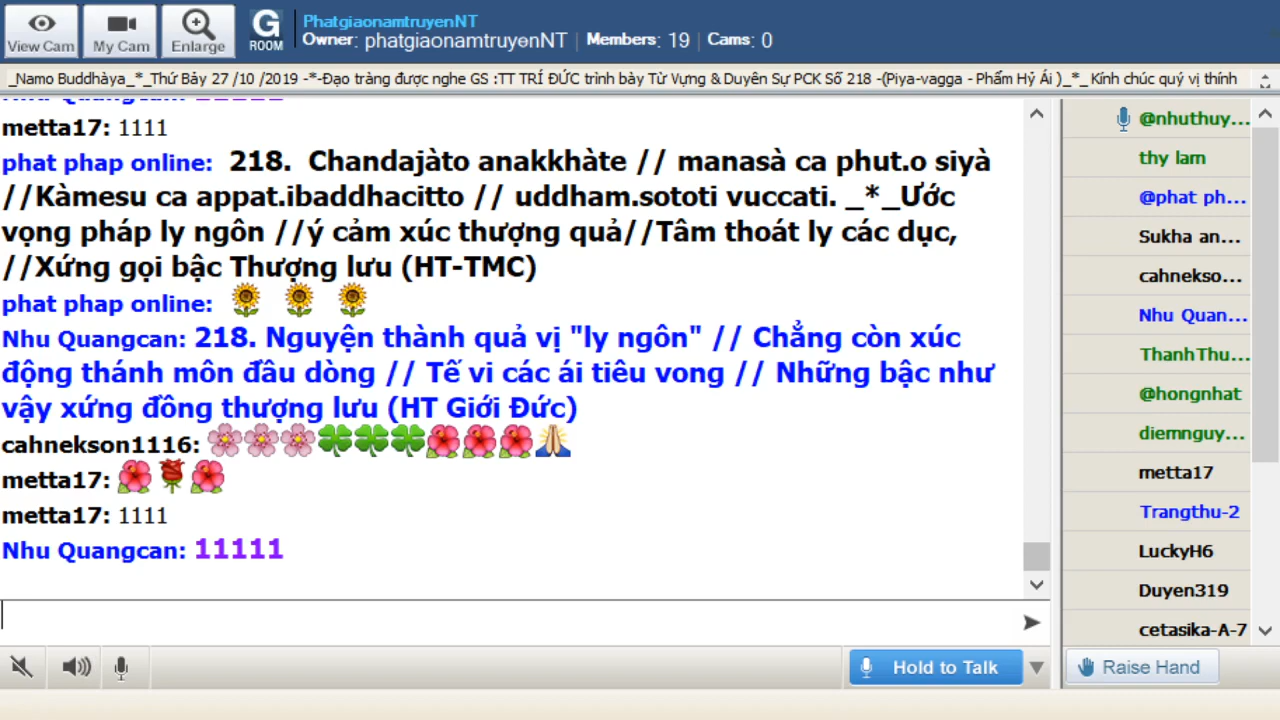 View Cam
My Cam
Enlarge
G
ROOM
PhatgiaonamtruyenNT
Owner: phatgiaonamtruyenNT | Members: 19 | Cams: 0
_Namo Buddhàya_*_Thứ Bảy 27 /10 /2019 -*-Đạo tràng được nghe GS :TT TRÍ ĐỨC trình bày Từ Vựng & Duyên Sự PCK Số 218 -(Piya-vagga - Phẩm Hỷ Ái )_*_ Kính chúc quý vị thính
metta17: 1111
phat phap online: 218. Chandajàto anakkhàte // manasà ca phut.o siyà
//Kàmesu ca appat.ibaddhacitto // uddham.sototi vuccati. _*_Ước
vọng pháp ly ngôn //ý cảm xúc thượng quả//Tâm thoát ly các dục,
//Xứng gọi bậc Thượng lưu (HT-TMC)
phat phap online: 🌻 🌻 🌻
Nhu Quangcan: 218. Nguyện thành quả vị "ly ngôn" // Chẳng còn xúc
động thánh môn đầu dòng // Tế vi các ái tiêu vong // Những bậc như
vậy xứng đồng thượng lưu (HT Giới Đức)
cahnekson1116: 🌸🌸🌸🍀🍀🍀🌺🌺🌺🙏
metta17: 🌺🌹🌺
metta17: 1111
Nhu Quangcan: 11111
Hold to Talk
@nhuthuy...
thy lam
@phat ph...
Sukha an...
cahnekso...
Nhu Quan...
ThanhThu...
@hongnhat
diemnguy...
metta17
Trangthu-2
LuckyH6
Duyen319
cetasika-A-7
Raise Hand